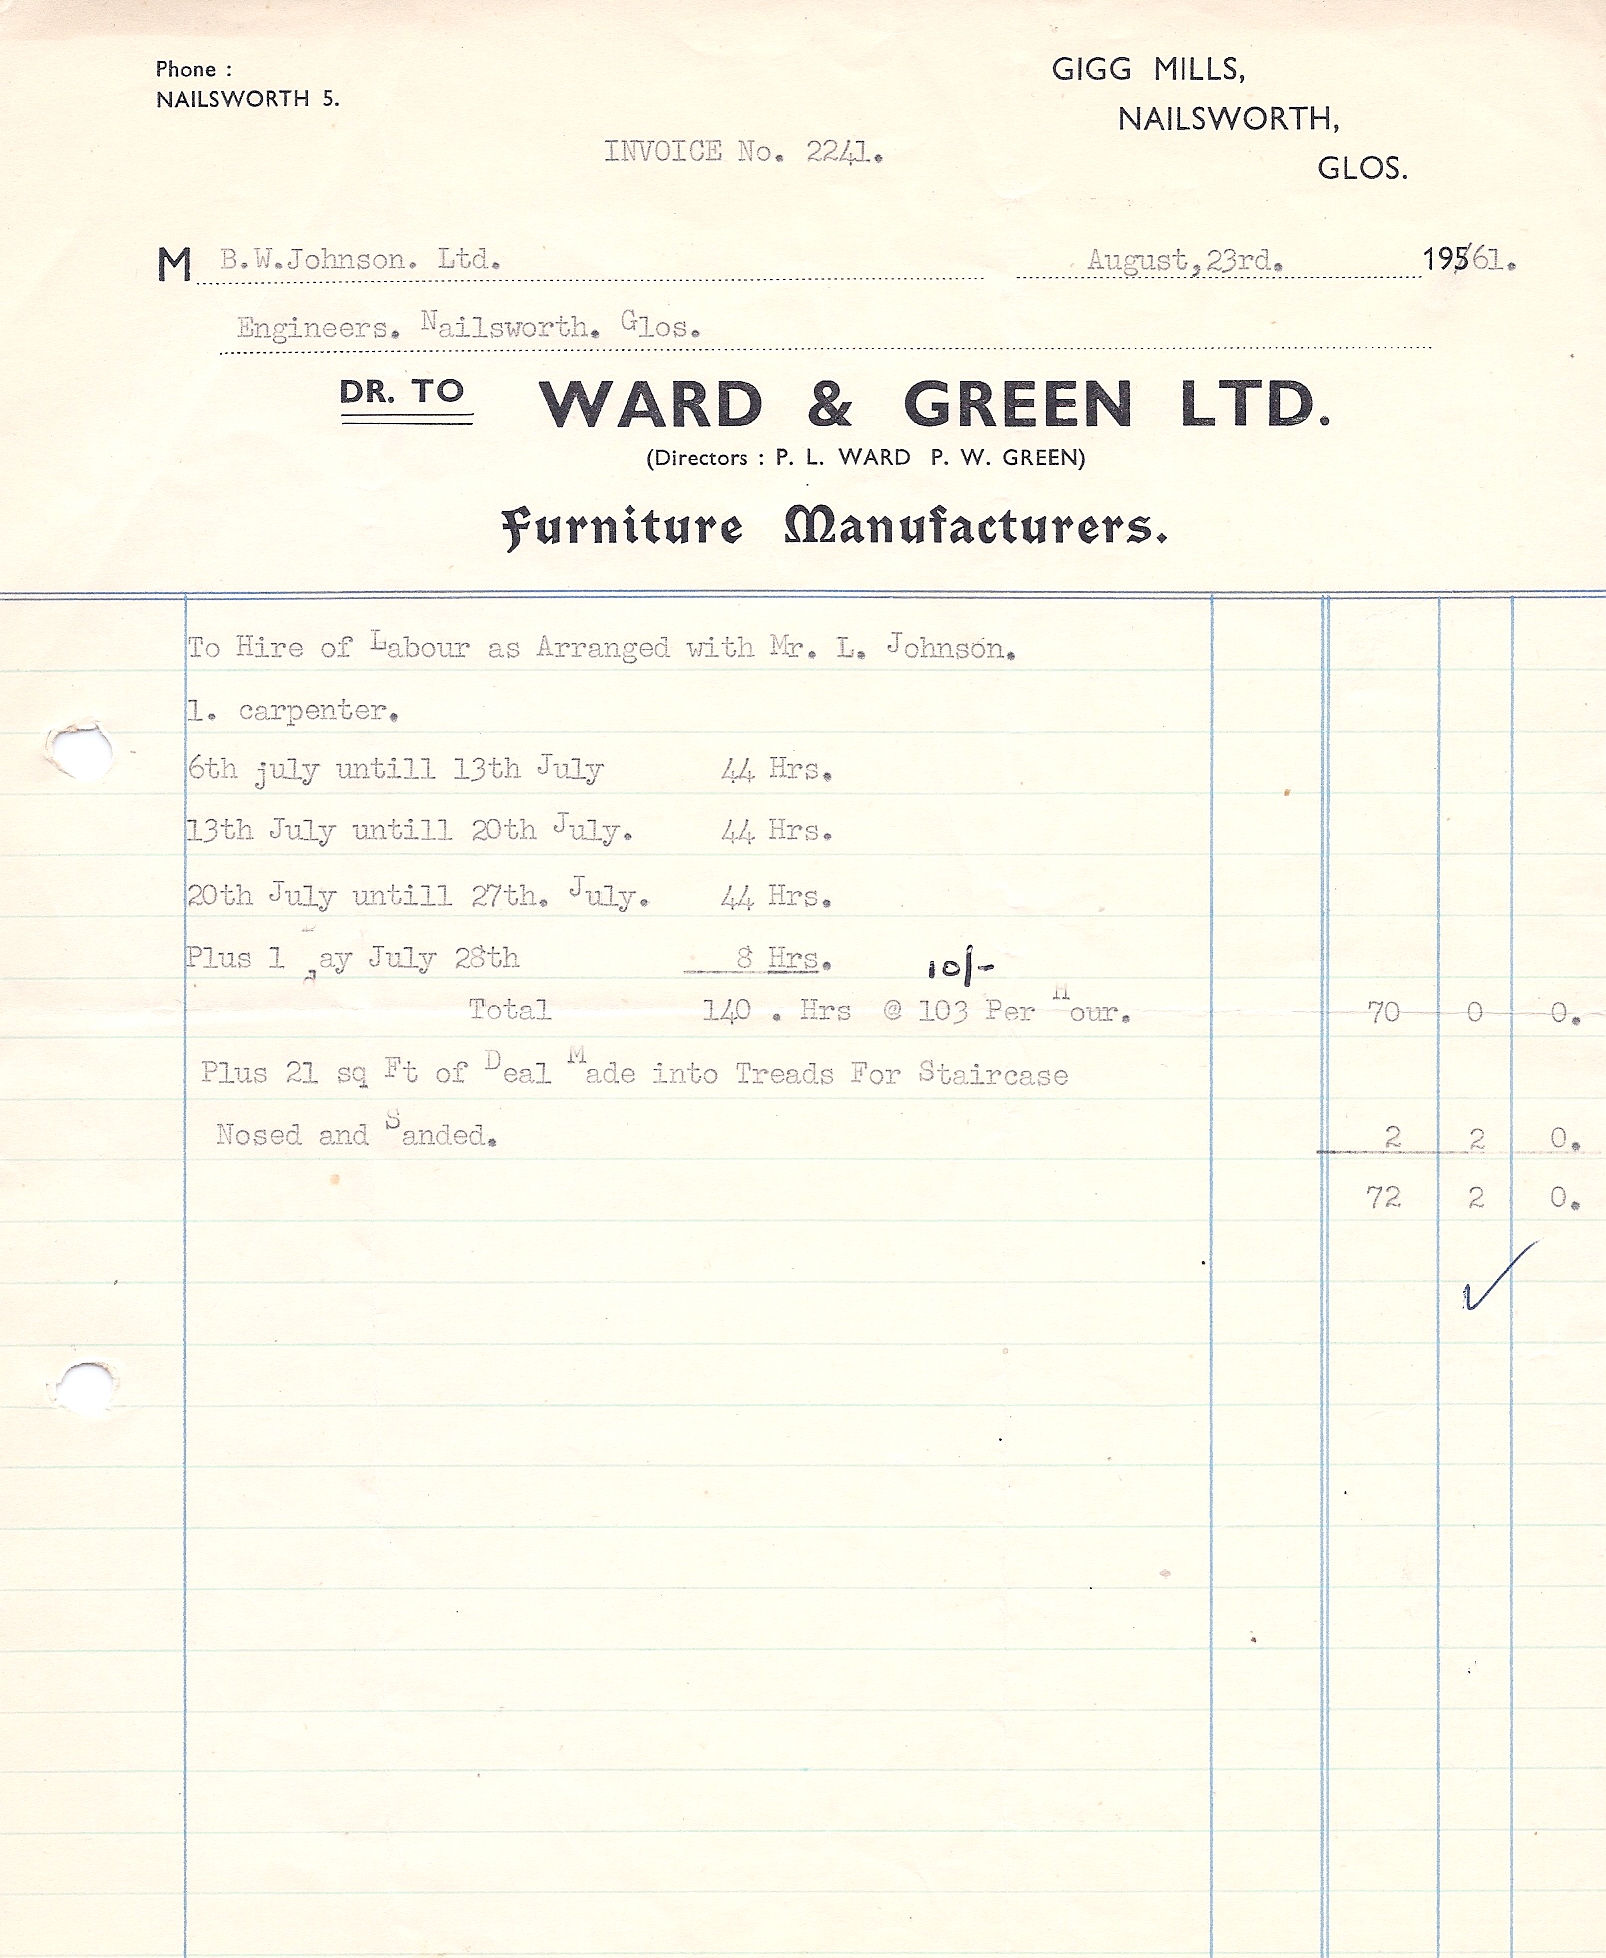 Phone :
NAILSWORTH 5.
GIGG MILLS,
NAILSWORTH,
GLOS.
INVOICE No. 2241.
M B.W.Johnson. Ltd. August,23rd. 195/61.
Engineers. Nailsworth. Glos.
DR. TO WARD & GREEN LTD.
(Directors : P. L. WARD P. W. GREEN)
Furniture Manufacturers.
To Hire of Labour as Arranged with Mr. L. Johnson.
1. carpenter.
6th july untill 13th July 44 Hrs.
13th July untill 20th July. 44 Hrs.
20th July untill 27th. July. 44 Hrs.
Plus 1 Day July 28th 8 Hrs.
10/-
Total 140 . Hrs @ 103 Per Hour. 70 0 0.
Plus 21 sq Ft of Deal Made into Treads For Staircase
Nosed and Sanded. 2 2 0.
72 2 0.